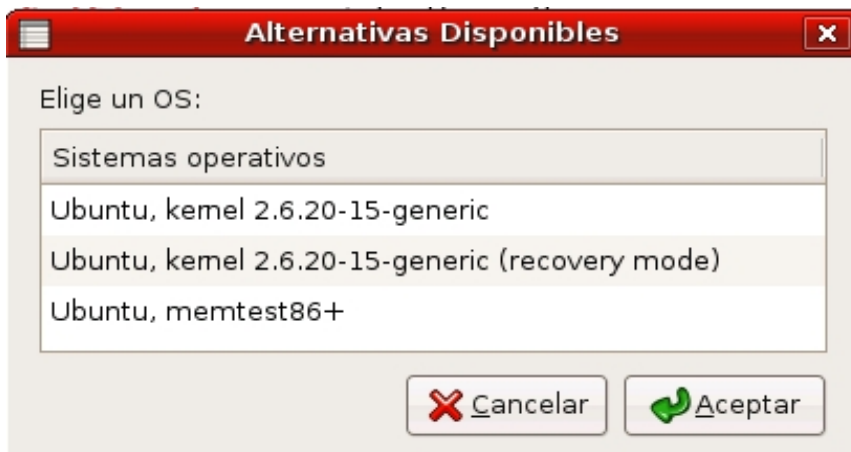 Alternativas Disponibles
Elige un OS:
Sistemas operativos
Ubuntu, kernel 2.6.20-15-generic
Ubuntu, kernel 2.6.20-15-generic (recovery mode)
Ubuntu, memtest86+
Cancelar
Aceptar